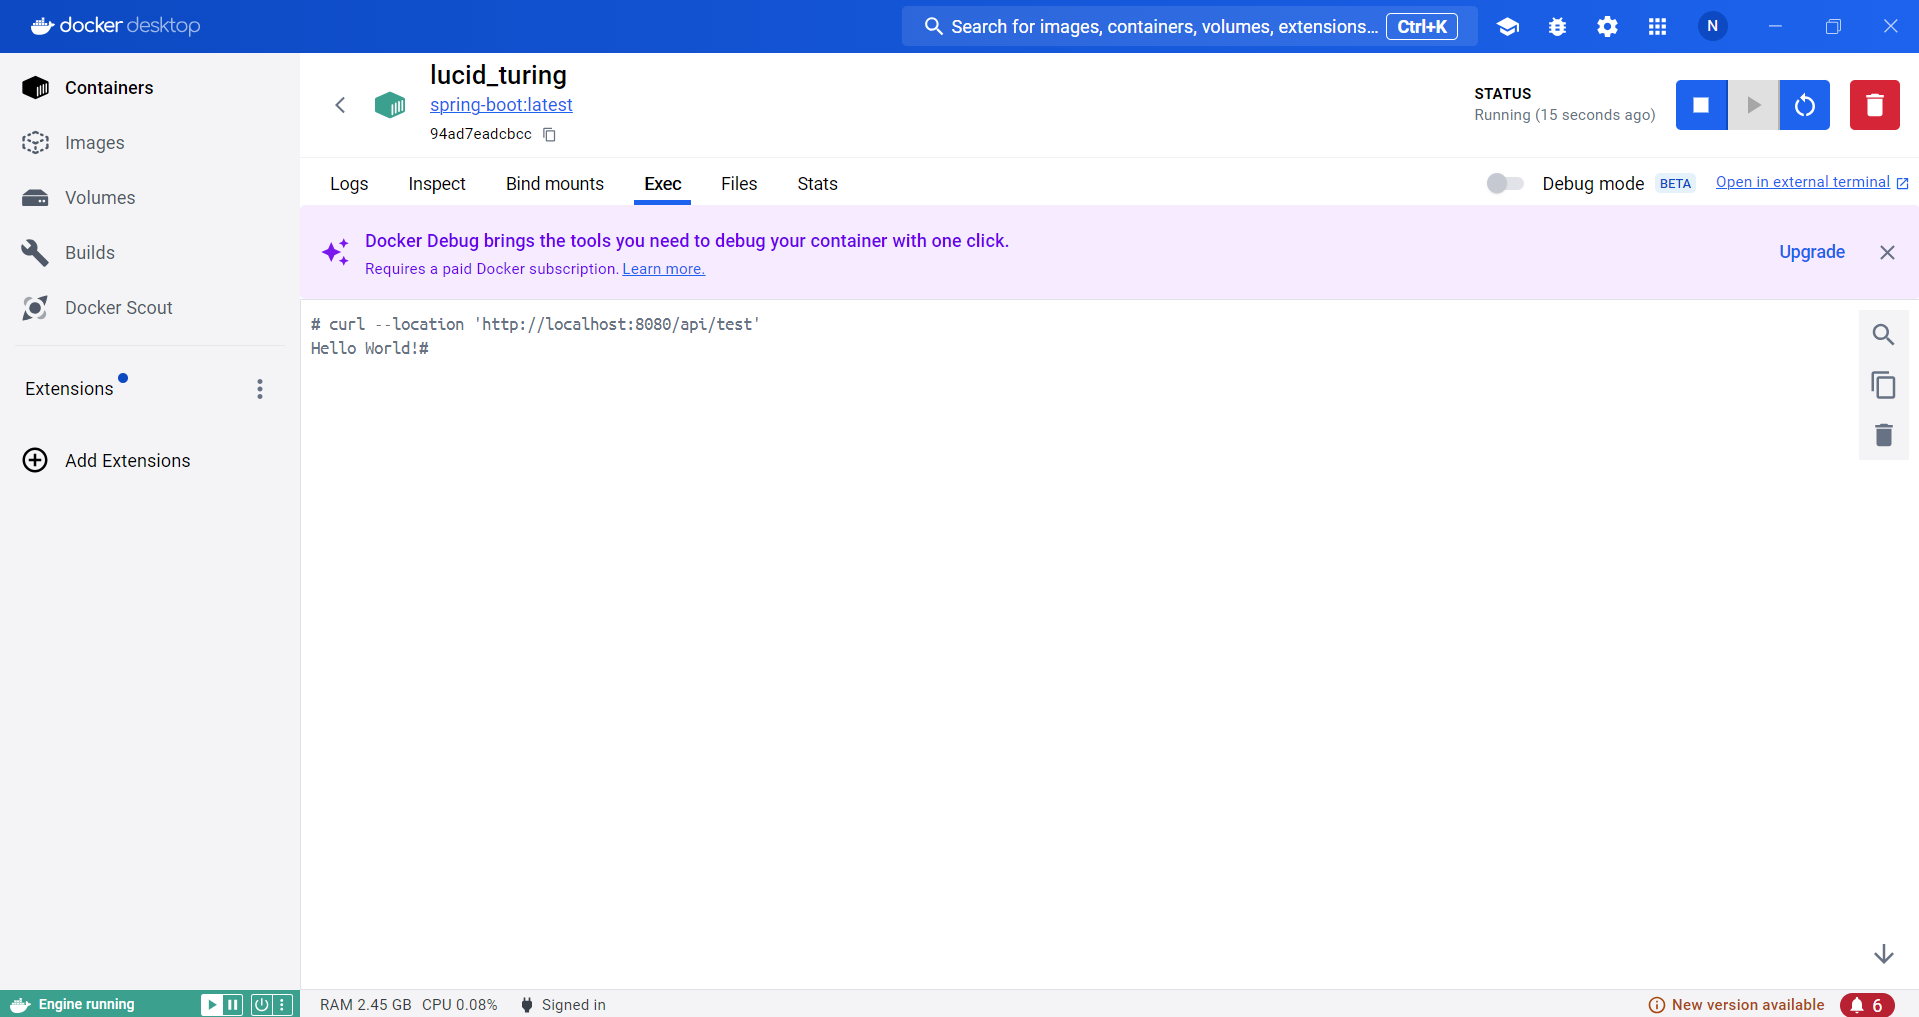 docker desktop
Search for images, containers, volumes, extensions... Ctrl+K
N
Containers
Images
Volumes
Builds
Docker Scout
Extensions
Add Extensions
lucid_turing
spring-boot:latest
94ad7eadcbcc
STATUS
Running (15 seconds ago)
Logs Inspect Bind mounts Exec Files Stats
Debug mode BETA Open in external terminal
Docker Debug brings the tools you need to debug your container with one click.
Requires a paid Docker subscription. Learn more.
Upgrade
# curl --location 'http://localhost:8080/api/test'
Hello World!#
Engine running
RAM 2.45 GB CPU 0.08% Signed in
New version available
6